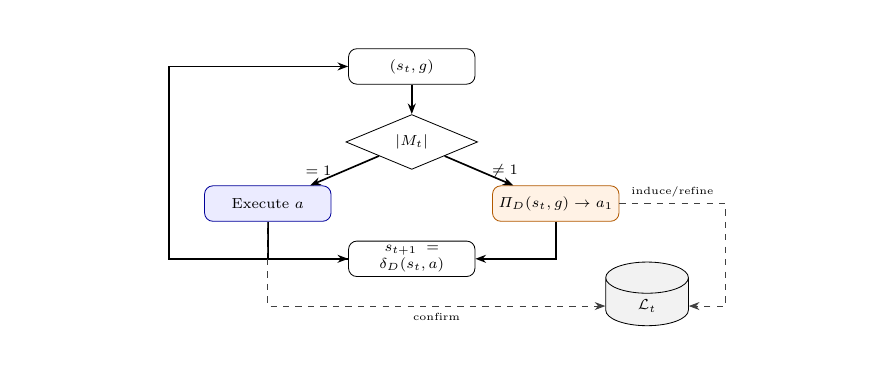 (s_t, g)
|M_t|
= 1
≠ 1
Execute a
Π_D(s_t, g) → a_1
induce/refine
s_{t+1} =
δ_D(s_t, a)
ℒ_t
confirm